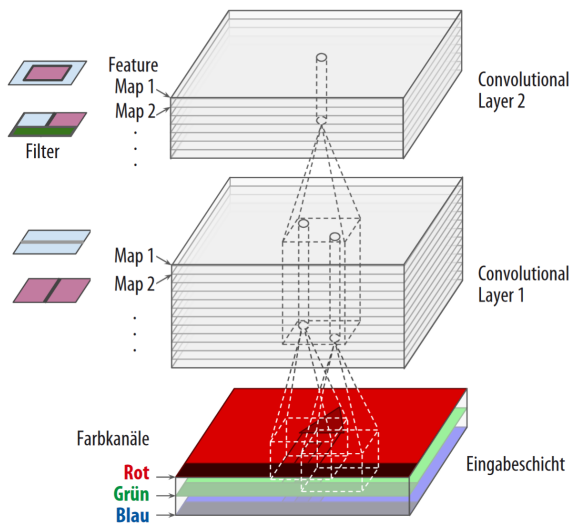 Feature
Map 1
Map 2
Filter
Convolutional
Layer 2
Map 1
Map 2
Convolutional
Layer 1
Farbkanäle
Rot
Grün
Blau
Eingabeschicht